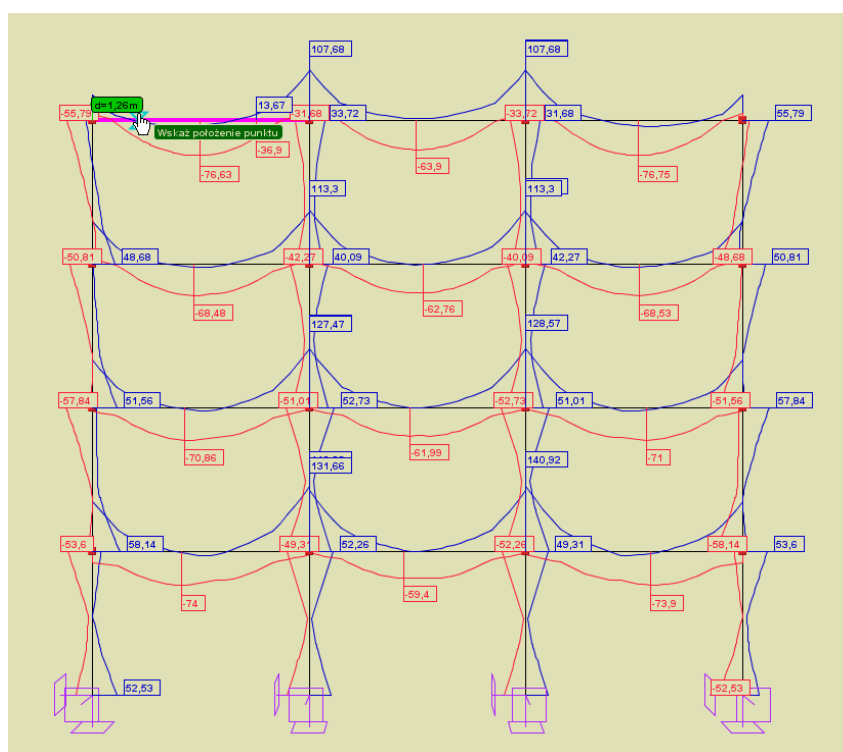 107,68 107,68
d=1,26m
-55,79 13,67 -31,68 33,72 -33,72 31,68 55,79
Wskaż położenie punktu
-36,9
-76,63 -63,9 -76,75
113,3 113,3
-50,81 48,68 -42,27 40,09 -40,09 42,27 -48,68 50,81
-68,48 -62,76 -68,53
127,47 128,57
-57,84 51,56 -51,01 52,73 -52,73 51,01 -51,56 57,84
-70,86 -61,99 -71
131,66 140,92
-53,6 58,14 -49,31 52,26 -52,26 49,31 -58,14 53,6
-74 -59,4 -73,9
52,53 -52,53